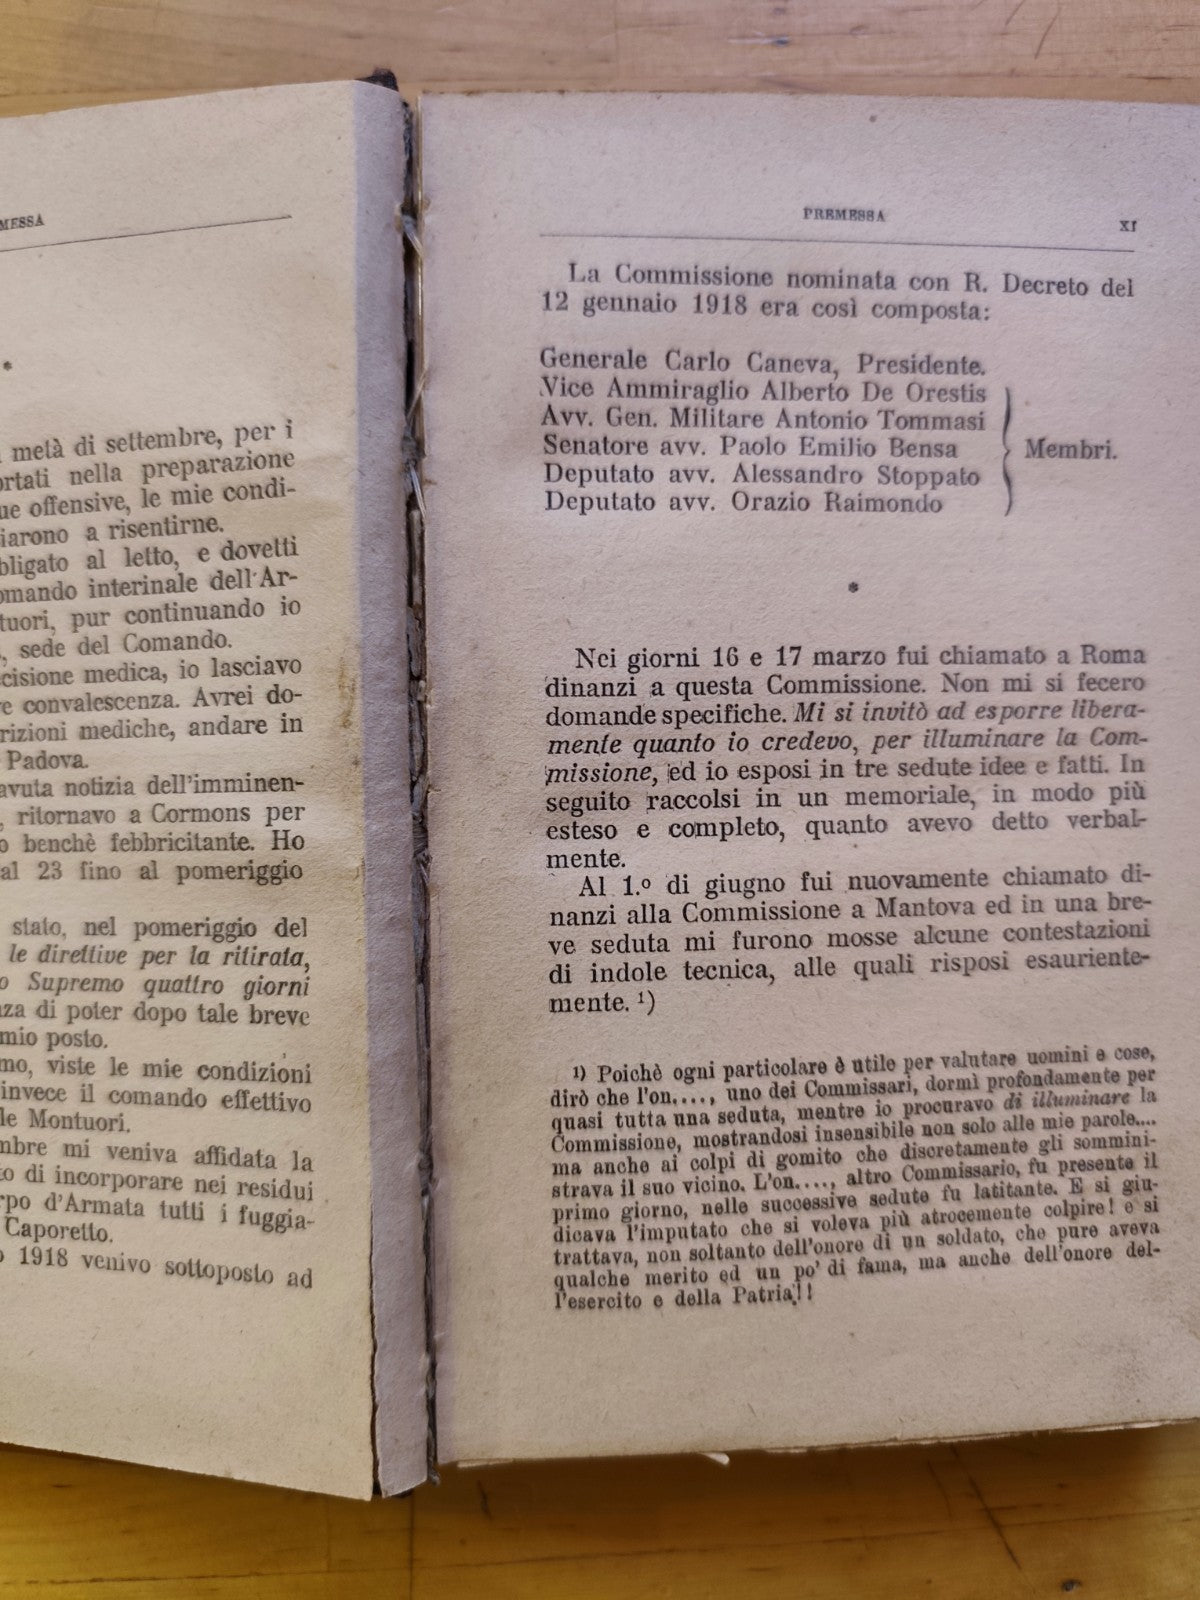 MESSA
*
metà di settembre, per i
ortati nella preparazione
ue offensive, le mie condi-
iarono a risentirne.
bligato al letto, e dovetti
omando interinale dell'Ar-
tuori, pur continuando io
, sede del Comando.
cisione medica, io lasciavo
e convalescenza. Avrei do-
rizioni mediche, andare in
Padova.
avuta notizia dell'imminen-
, ritornavo a Cormons per
o benchè febbricitante. Ho
al 23 fino al pomeriggio
stato, nel pomeriggio del
le direttive per la ritirata,
o Supremo quattro giorni
nza di poter dopo tale breve
mio posto.
mo, viste le mie condizioni
invece il comando effettivo
le Montuori.
mbre mi veniva affidata la
to di incorporare nei residui
rpo d'Armata tutti i fuggia-
Caporetto.
o 1918 venivo sottoposto ad
PREMESSA
XI
La Commissione nominata con R. Decreto del
12 gennaio 1918 era così composta:
Generale Carlo Caneva, Presidente.
Vice Ammiraglio Alberto De Orestis
Avv. Gen. Militare Antonio Tommasi
Senatore avv. Paolo Emilio Bensa
Membri.
Deputato avv. Alessandro Stoppato
Deputato avv. Orazio Raimondo
*
Nei giorni 16 e 17 marzo fui chiamato a Roma
dinanzi a questa Commissione. Non mi si fecero
domande specifiche. Mi si invitò ad esporre libera-
mente quanto io credevo, per illuminare la Com-
missione, ed io esposi in tre sedute idee e fatti. In
seguito raccolsi in un memoriale, in modo più
esteso e completo, quanto avevo detto verbal-
mente.
Al 1.º di giugno fui nuovamente chiamato di-
nanzi alla Commissione a Mantova ed in una bre-
ve seduta mi furono mosse alcune contestazioni
di indole tecnica, alle quali risposi esauriente-
mente. ¹)
1) Poichè ogni particolare è utile per valutare uomini e cose,
dirò che l'on...., uno dei Commissari, dormì profondamente per
quasi tutta una seduta, mentre io procuravo di illuminare la
Commissione, mostrandosi insensibile non solo alle mie parole....
ma anche ai colpi di gomito che discretamente gli sommini-
strava il suo vicino. L'on...., altro Commissario, fu presente il
primo giorno, nelle successive sedute fu latitante. E si giu-
dicava l'imputato che si voleva più atrocemente colpire! e si
trattava, non soltanto dell'onore di un soldato, che pure aveva
qualche merito ed un po' di fama, ma anche dell'onore del-
l'esercito e della Patria!!